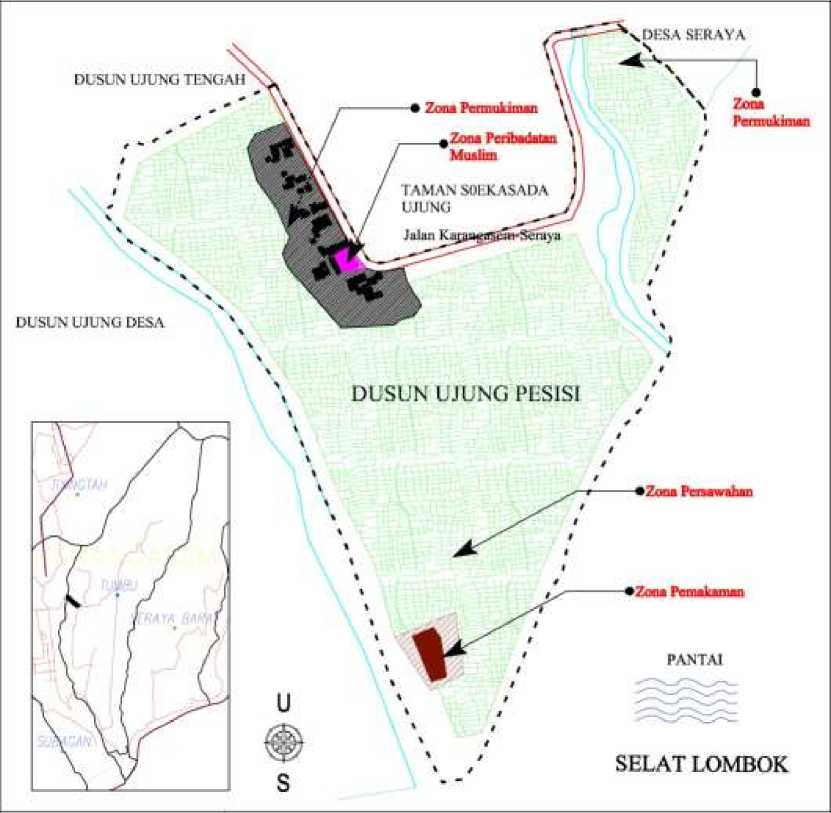 DESA SERAYA
DUSUN UJUNG TENGAH
Zona Permukiman
Zona
Permukiman
Zona Peribadatan
Muslim
TAMAN S0EKASADA
UJUNG
Jalan Karangasem-Seraya
DUSUN UJUNG DESA
DUSUN UJUNG PESISI
Zona Persawahan
Zona Pemakaman
TUMBU
SERAYA BARAT
SUBAGAN
PANTAI
SELAT LOMBOK
U
S